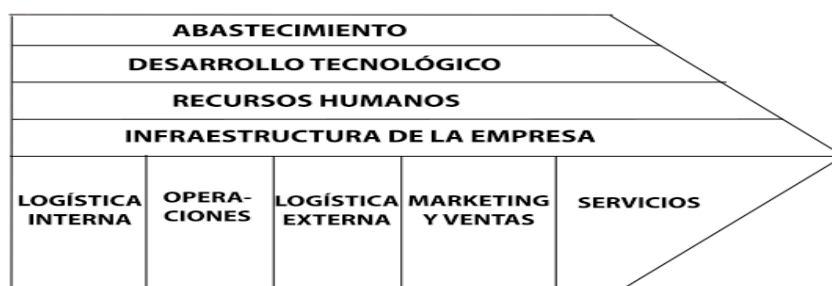 ABASTECIMIENTO
DESARROLLO TECNOLÓGICO
RECURSOS HUMANOS
INFRAESTRUCTURA DE LA EMPRESA
LOGÍSTICA
INTERNA
OPERA-
CIONES
LOGÍSTICA
EXTERNA
MARKETING
Y VENTAS
SERVICIOS